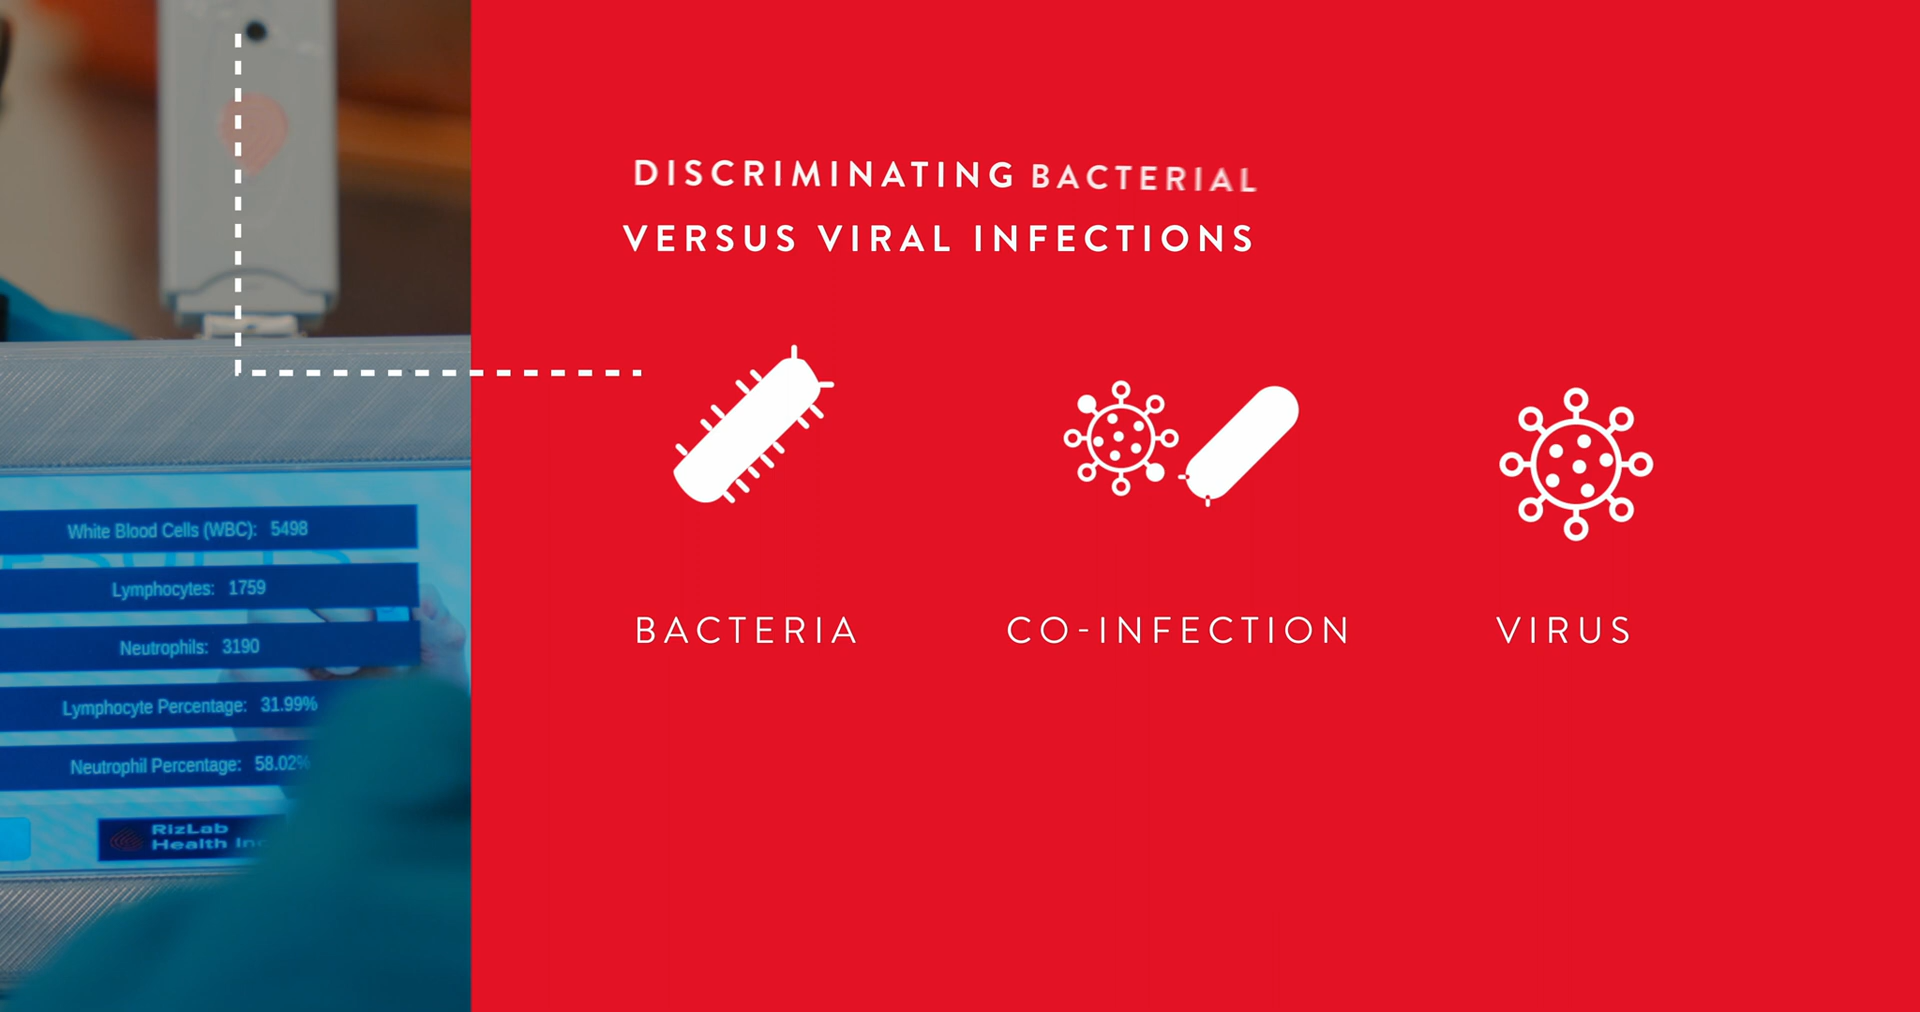 DISCRIMINATING BACTERIAL
VERSUS VIRAL INFECTIONS
BACTERIA
CO-INFECTION
VIRUS
White Blood Cells (WBC): 5498
Lymphocytes: 1759
Neutrophils: 3190
Lymphocyte Percentage: 31.99%
Neutrophil Percentage: 58.02%
RizLab
Health Inc